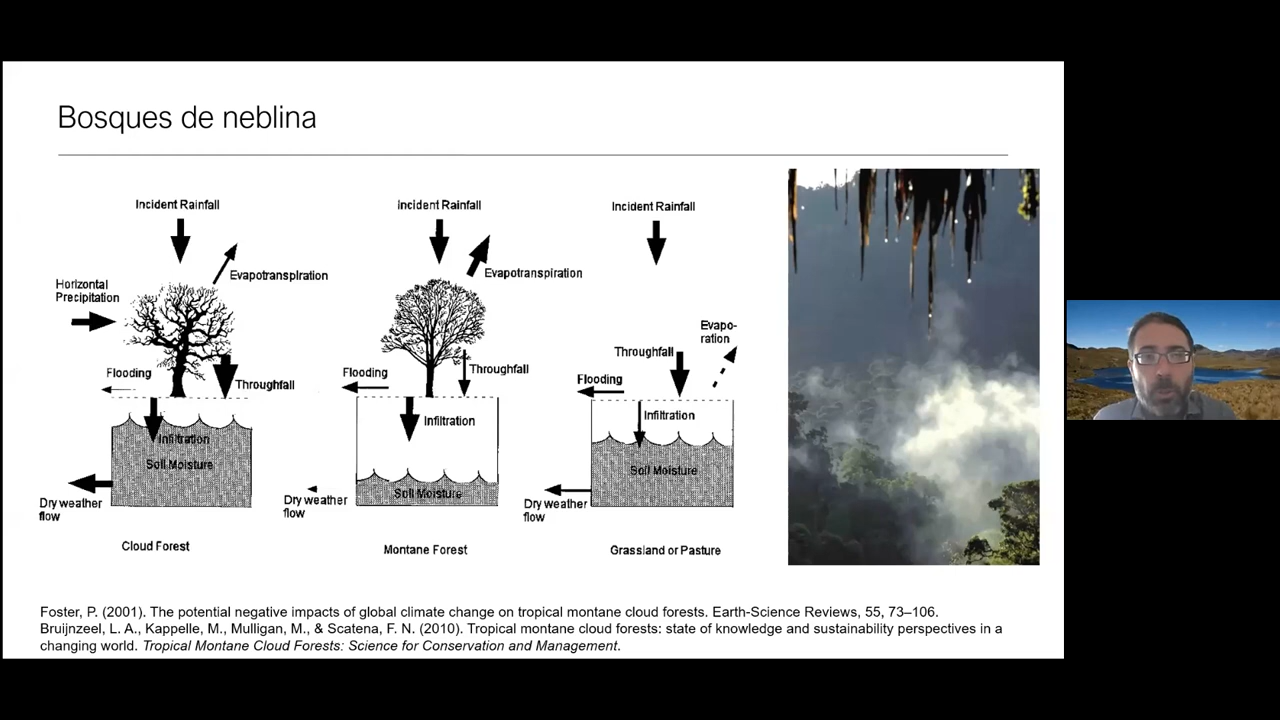 Bosques de neblina
Incident Rainfall
Evapotranspiration
Horizontal
Precipitation
Flooding
Throughfall
Infiltration
Soil Moisture
Dry weather
flow
Cloud Forest
Incident Rainfall
Evapotranspiration
Flooding
Throughfall
Infiltration
Soil Moisture
Dry weather
flow
Montane Forest
Incident Rainfall
Evapo-
ration
Throughfall
Flooding
Infiltration
Soil Moisture
Dry weather
flow
Grassland or Pasture
Foster, P. (2001). The potential negative impacts of global climate change on tropical montane cloud forests. Earth-Science Reviews, 55, 73–106.
Bruijnzeel, L. A., Kappelle, M., Mulligan, M., & Scatena, F. N. (2010). Tropical montane cloud forests: state of knowledge and sustainability perspectives in a
changing world. Tropical Montane Cloud Forests: Science for Conservation and Management.